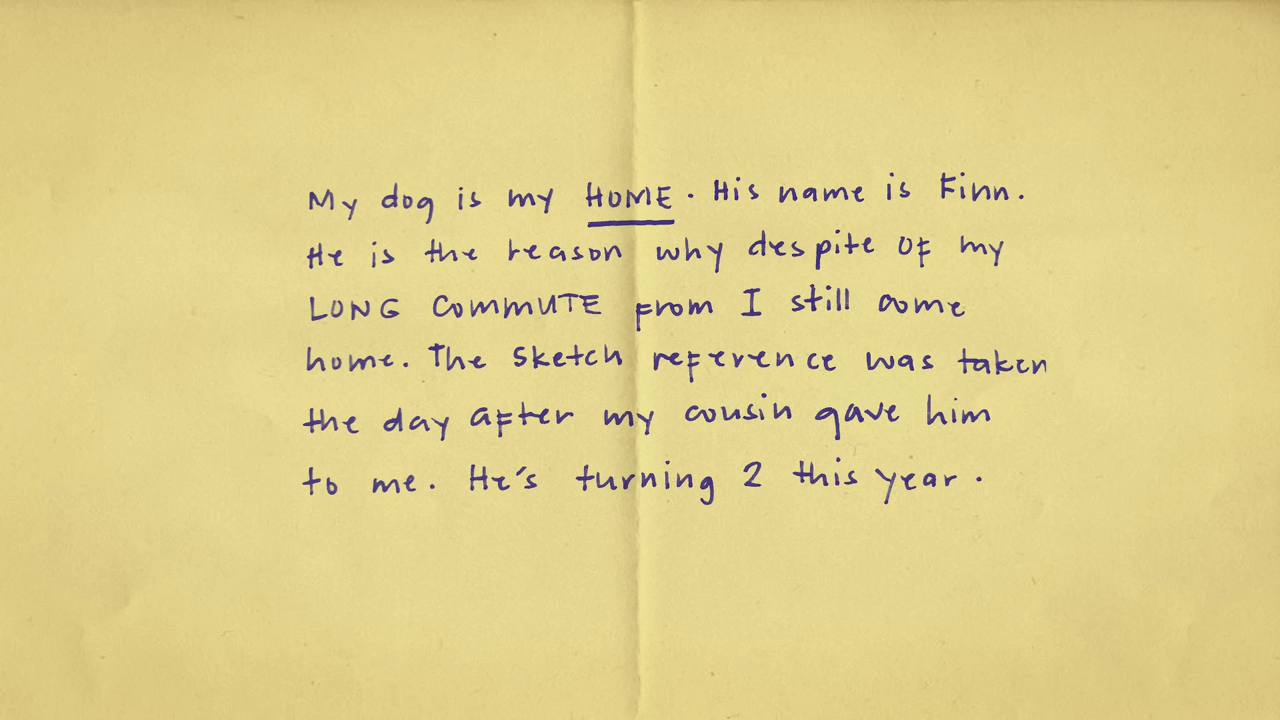 My dog is my HOME. His name is Finn.
He is the reason why despite of my
LONG COMMUTE from I still come
home. The sketch reference was taken
the day after my cousin gave him
to me. He's turning 2 this year.